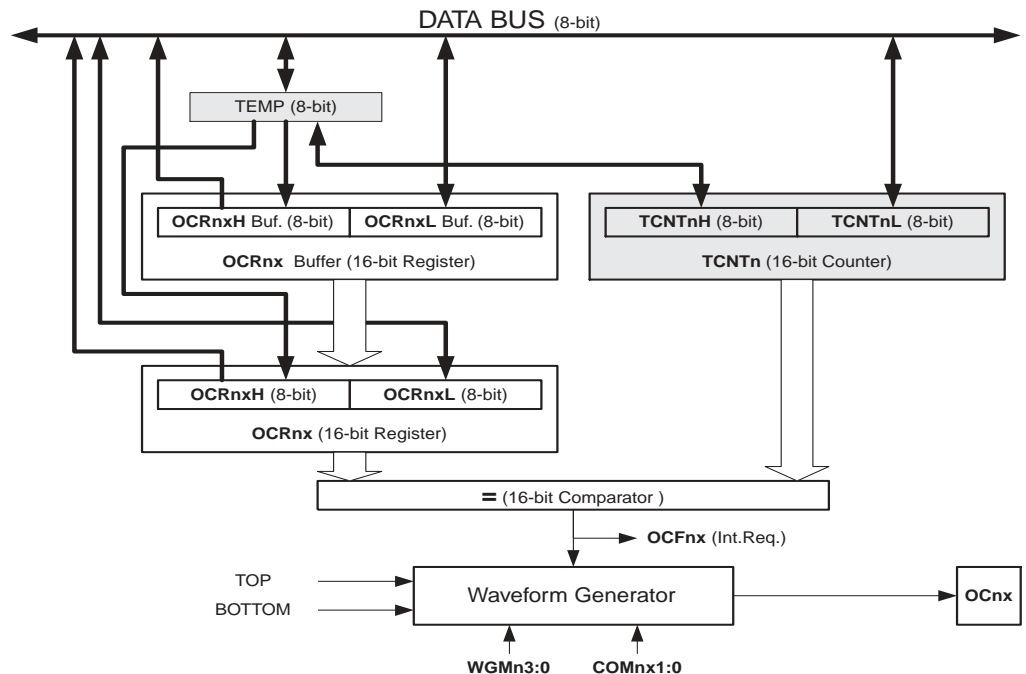 DATA BUS (8-bit)
TEMP (8-bit)
OCRnxH Buf. (8-bit)
OCRnxL Buf. (8-bit)
OCRnx Buffer (16-bit Register)
TCNTnH (8-bit)
TCNTnL (8-bit)
TCNTn (16-bit Counter)
OCRnxH (8-bit)
OCRnxL (8-bit)
OCRnx (16-bit Register)
= (16-bit Comparator )
OCFnx (Int.Req.)
TOP
BOTTOM
Waveform Generator
OCnx
WGMn3:0
COMnx1:0